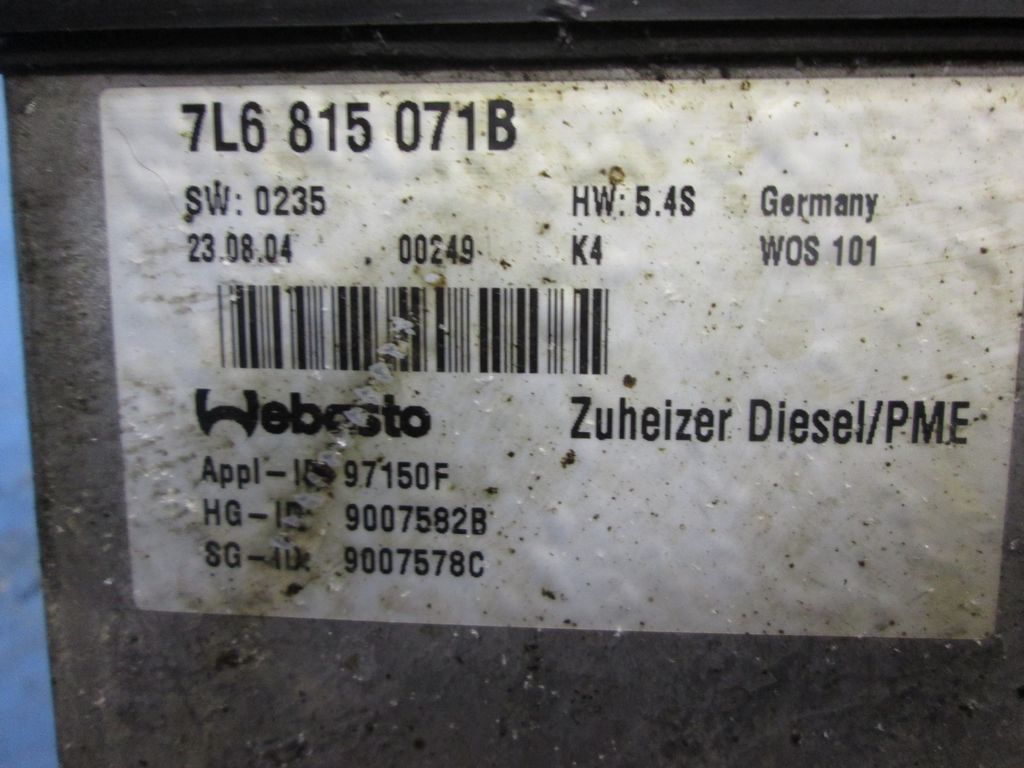 7L6 815 071B
SW: 0235 HW: 5.4S Germany
23.08.04 00249 K4 WOS 101
Webasto Zuheizer Diesel/PME
Appl-ID: 97150F
HG-ID: 9007582B
SG-ID: 9007578C